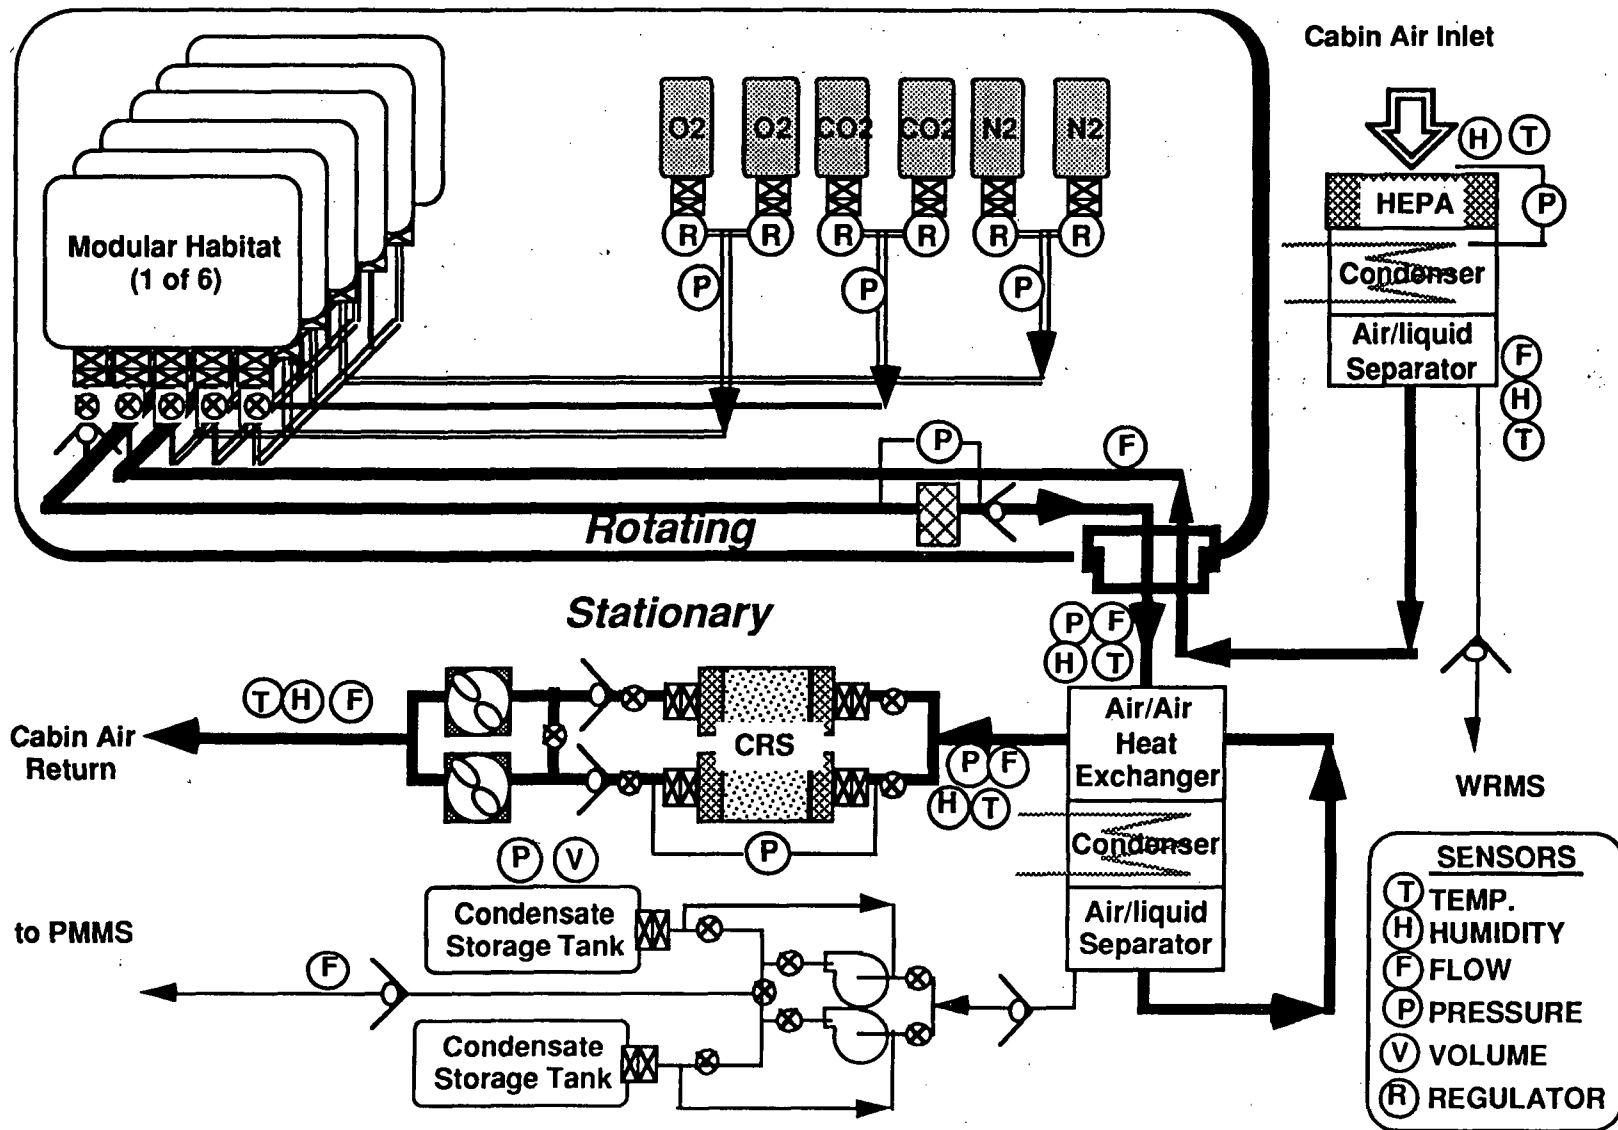 Cabin Air Inlet
O2 O2 CO2 CO2 N2 N2
H T
HEPA
P
R R R R R R
Modular Habitat
(1 of 6)
Condenser
P P P
Air/liquid
Separator
F
H
T
P F
Rotating
Stationary
P F
H T
T H F
Air/Air
Heat
Exchanger
Cabin Air
Return
CRS
P F
H T
WRMS
P
Condenser
P V
SENSORS
T TEMP.
H HUMIDITY
F FLOW
P PRESSURE
V VOLUME
R REGULATOR
Condensate
Storage Tank
Air/liquid
Separator
to PMMS
F
Condensate
Storage Tank